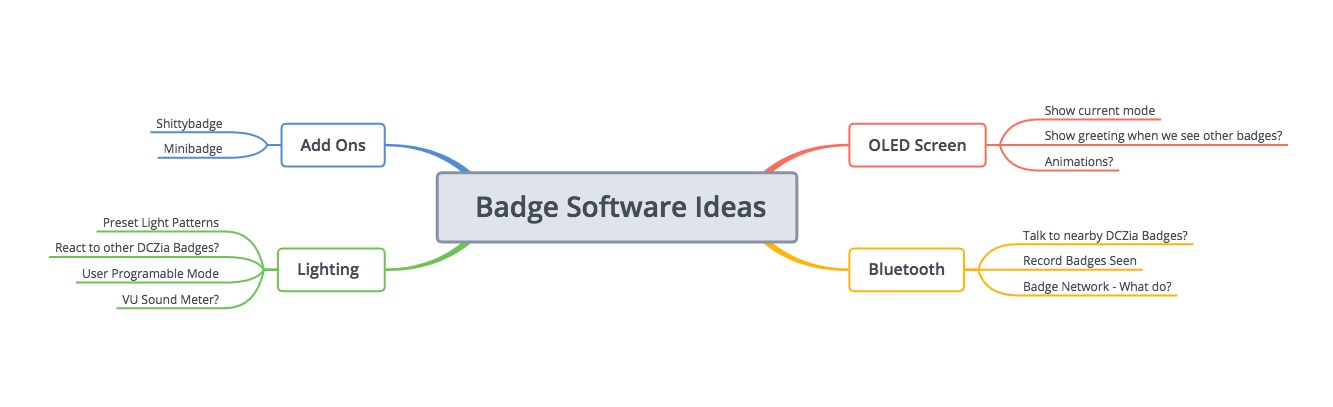 Badge Software Ideas
Add Ons
Shittybadge
Minibadge
Lighting
Preset Light Patterns
React to other DCZia Badges?
User Programable Mode
VU Sound Meter?
OLED Screen
Show current mode
Show greeting when we see other badges?
Animations?
Bluetooth
Talk to nearby DCZia Badges?
Record Badges Seen
Badge Network - What do?